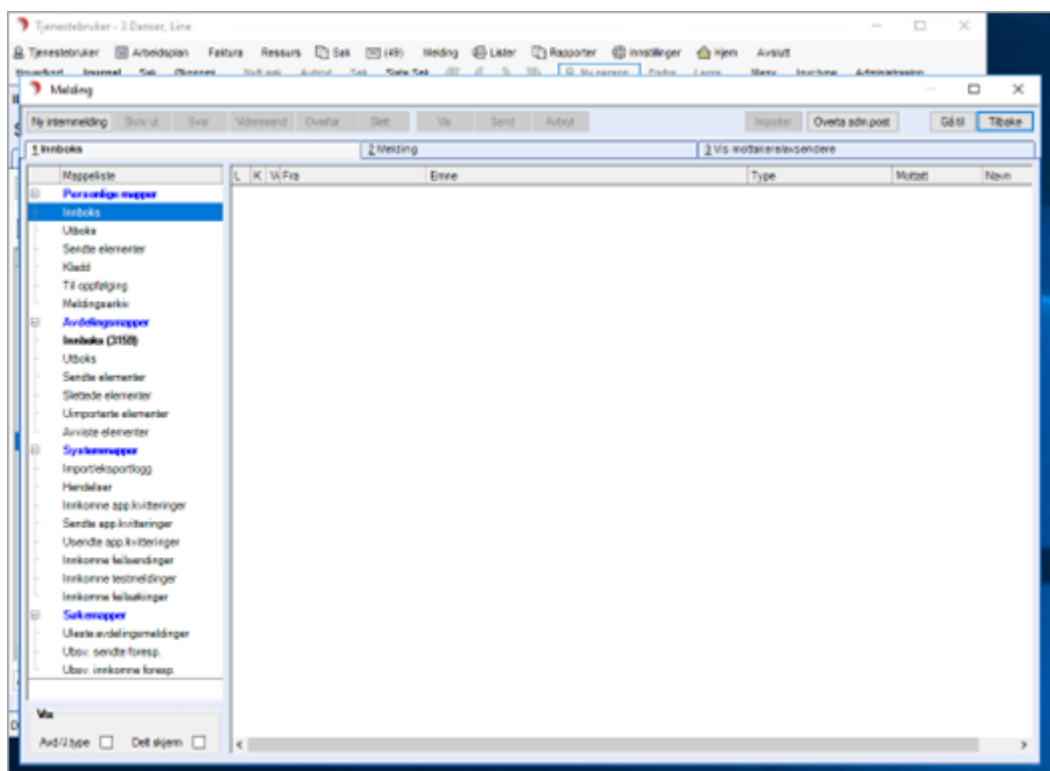 Tjenestebruker - 3 Danser, Line
Tjenestebruker Arbeidsplan Faktura Ressurs Sak (49) Melding Lister Rapporter Innstillinger Hjem Avslutt
Melding
Ny internmelding Skriv ut Svar Videresend Overfør Slett Vis Send Avbryt Importer Overta adm.post Gå til Tilbake
1 Innboks 2 Melding 3 Vis mottakere/avsendere
Mappeliste L K V Fra Emne Type Mottatt Navn
Personlige mapper
Innboks
Utboks
Sendte elementer
Kladd
Til oppfølging
Meldingsarkiv
Avdelingsmapper
Innboks (3150)
Utboks
Sendte elementer
Slettede elementer
Uimporterte elementer
Avviste elementer
Systemmapper
Import/eksportlogg
Hendelser
Innkomne app.kvitteringer
Sendte app.kvitteringer
Usendte app.kvitteringer
Innkomne feilsendinger
Innkomne testmeldinger
Innkomne feilsøkinger
Søkemapper
Uleste avdelingsmeldinger
Ubsv. sendte foresp.
Ubsv. innkomne foresp.
Vis
Avd/J.type Delt skjerm